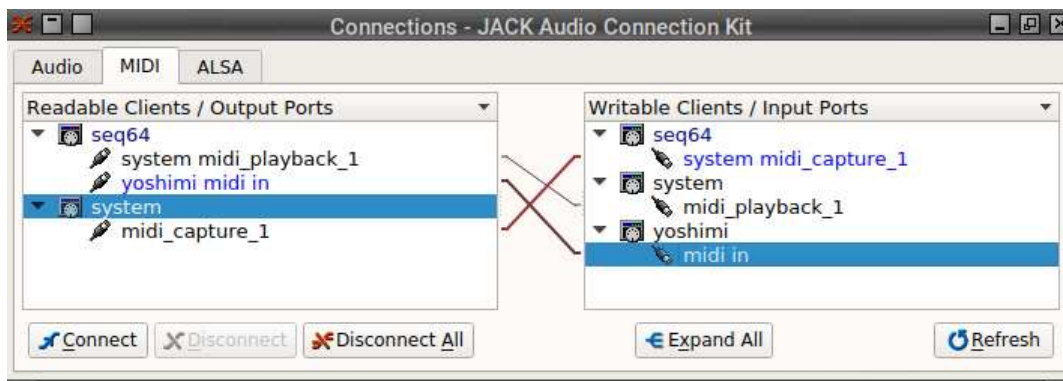 Connections - JACK Audio Connection Kit
Audio MIDI ALSA
Readable Clients / Output Ports
seq64
system midi_playback_1
yoshimi midi in
system
midi_capture_1
Writable Clients / Input Ports
seq64
system midi_capture_1
system
midi_playback_1
yoshimi
midi in
Connect Disconnect Disconnect All Expand All Refresh